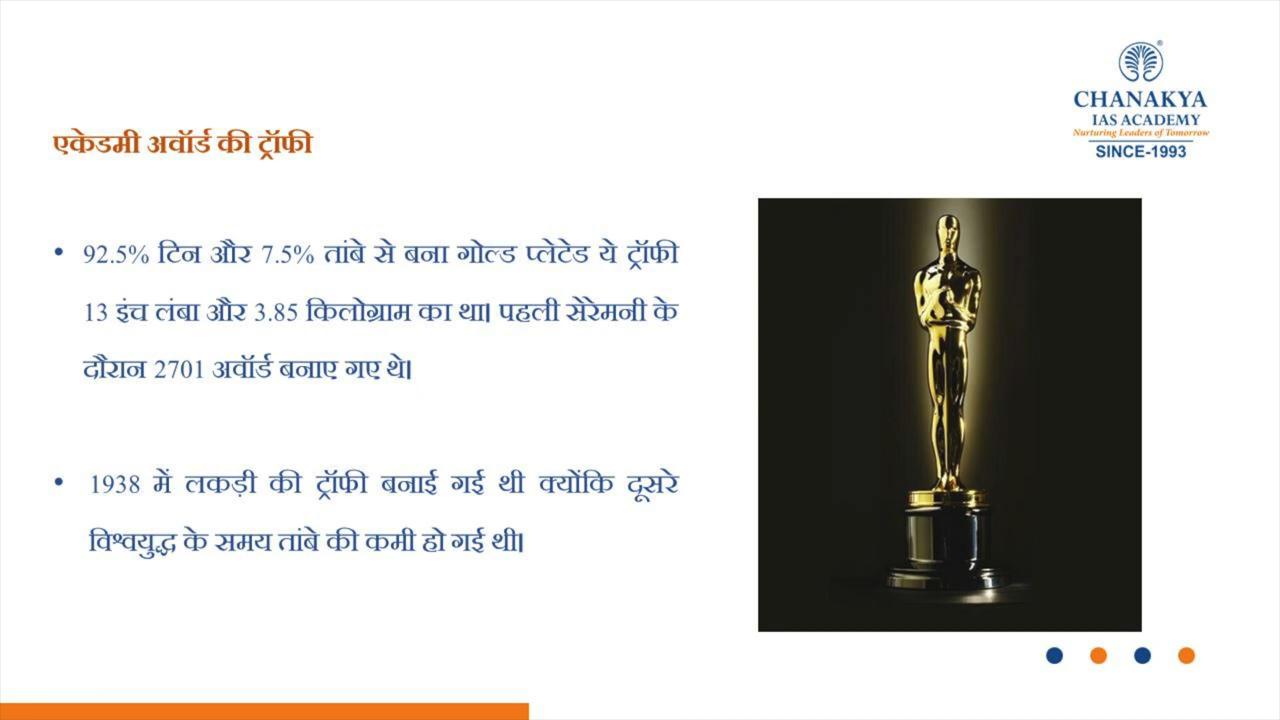 CHANAKYA
IAS ACADEMY
Nurturing Leaders of Tomorrow
SINCE-1993
एकेडमी अवॉर्ड की ट्रॉफी
• 92.5% टिन और 7.5% तांबे से बना गोल्ड प्लेटेड ये ट्रॉफी
13 इंच लंबा और 3.85 किलोग्राम का था। पहली सेरेमनी के
दौरान 2701 अवॉर्ड बनाए गए थे।
• 1938 में लकड़ी की ट्रॉफी बनाई गई थी क्योंकि दूसरे
विश्वयुद्ध के समय तांबे की कमी हो गई थी।